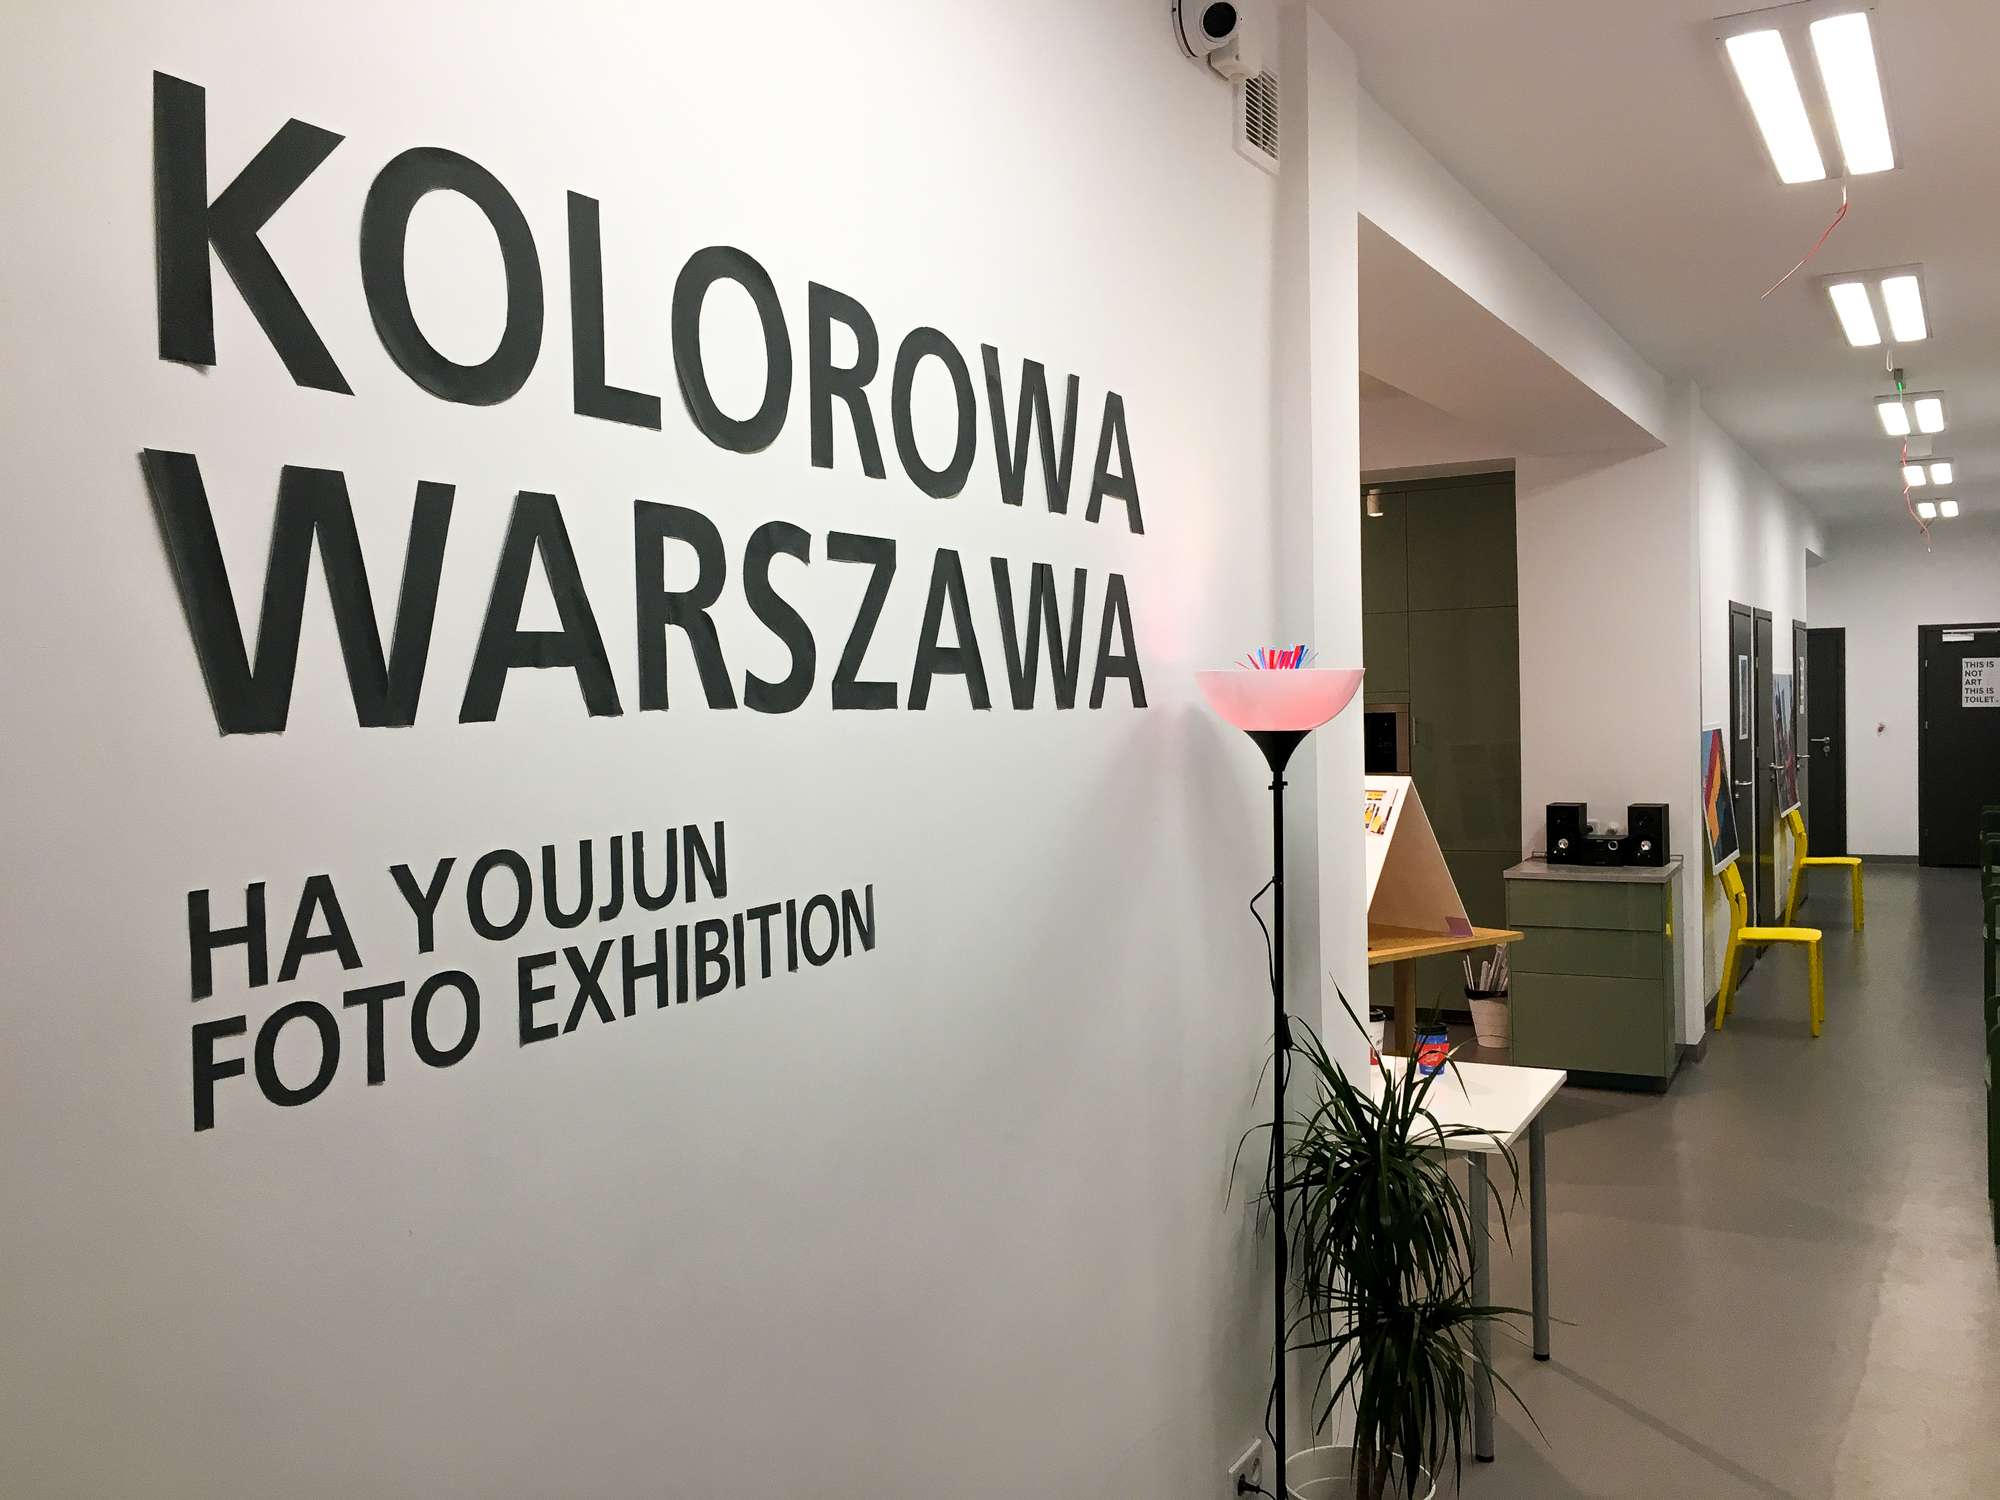 KOLOROWA
WARSZAWA
HA YOUJUN
FOTO EXHIBITION
THIS IS
NOT
ART
THIS IS
TOILET.